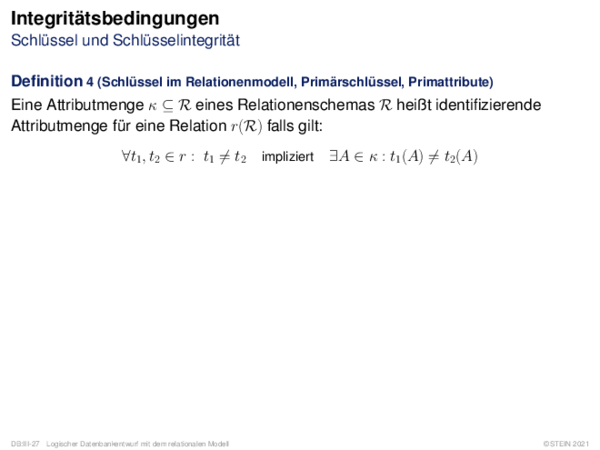 Integritätsbedingungen
Schlüssel und Schlüsselintegrität
Definition 4 (Schlüssel im Relationenmodell, Primärschlüssel, Primattribute)
Eine Attributmenge κ ⊆ R eines Relationenschemas R heißt identifizierende
Attributmenge für eine Relation r(R) falls gilt:
∀t₁, t₂ ∈ r : t₁ ≠ t₂ impliziert ∃A ∈ κ : t₁(A) ≠ t₂(A)
DB:III-27 Logischer Datenbankentwurf mit dem relationalen Modell ©STEIN 2021